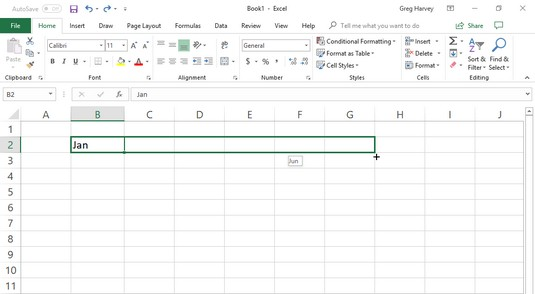 AutoSave Off Book1 - Excel Greg Harvey
File Home Insert Draw Page Layout Formulas Data Review View Help Tell me what you want to do Share
Paste Calibri 11 A A General Conditional Formatting Insert
B I U A $ % , Format as Table Delete Sort & Find &
Cell Styles Format Filter Select
Clipboard Font Alignment Number Styles Cells Editing
B2 fx Jan
A B C D E F G H I J
1
2 Jan
3 Jun
4
5
6
7
8
9
10
11